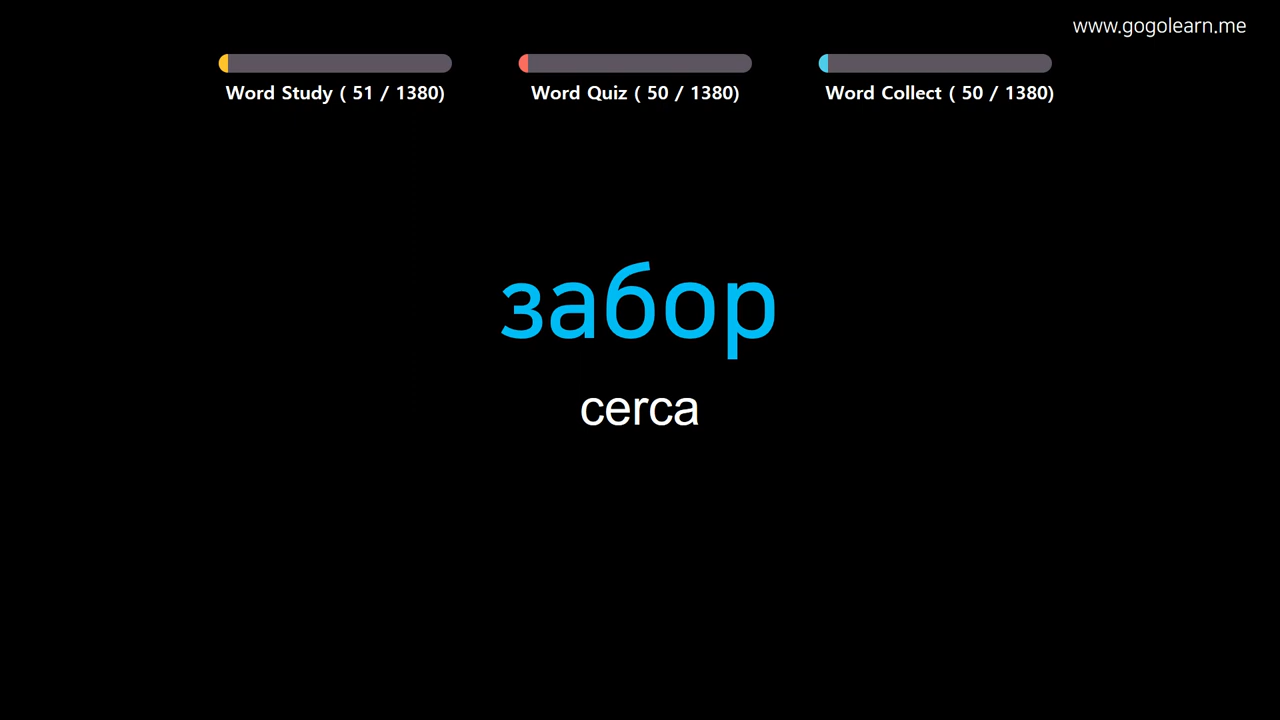 www.gogolearn.me
Word Study ( 51 / 1380)
Word Quiz ( 50 / 1380)
Word Collect ( 50 / 1380)
забор
cerca